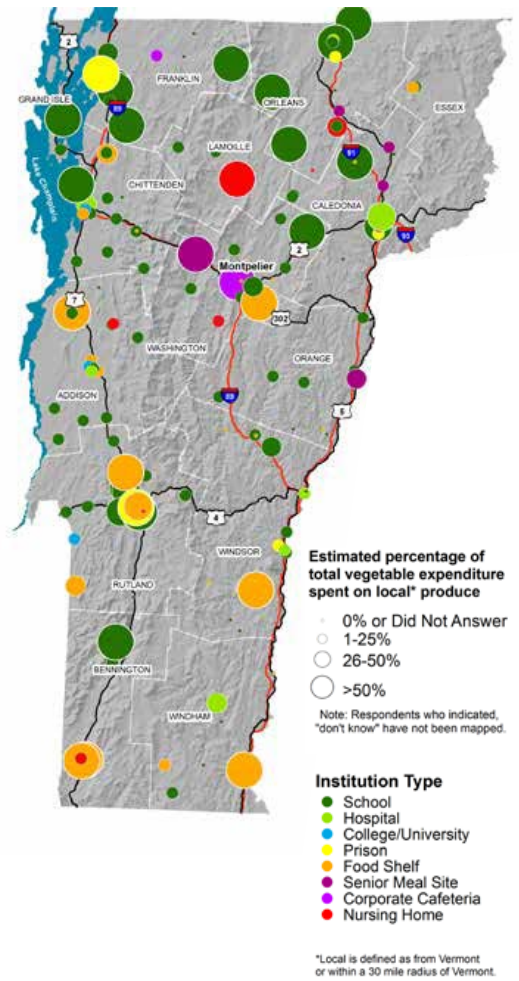 2
FRANKLIN
GRAND ISLE
89
ORLEANS
ESSEX
LAMOILLE
91
Lake Champlain
CHITTENDEN
CALEDONIA
93
2
Montpelier
7
302
WASHINGTON
ORANGE
ADDISON
89
5
4
WINDSOR
RUTLAND
BENNINGTON
WINDHAM
Estimated percentage of
total vegetable expenditure
spent on local* produce
0% or Did Not Answer
1-25%
26-50%
>50%
Note: Respondents who indicated,
"don't know" have not been mapped.
Institution Type
School
Hospital
College/University
Prison
Food Shelf
Senior Meal Site
Corporate Cafeteria
Nursing Home
*Local is defined as from Vermont
or within a 30 mile radius of Vermont.